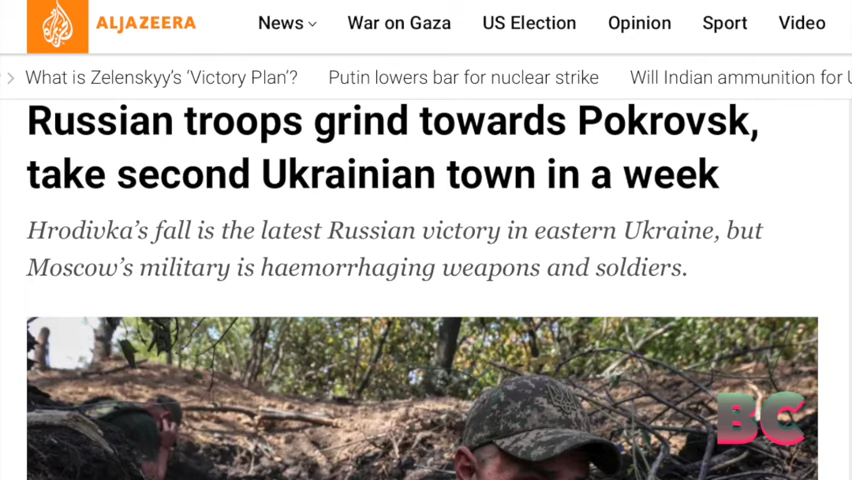 ALJAZEERA News War on Gaza US Election Opinion Sport Video
What is Zelenskyy's 'Victory Plan'? Putin lowers bar for nuclear strike Will Indian ammunition for
Russian troops grind towards Pokrovsk,
take second Ukrainian town in a week
Hrodivka's fall is the latest Russian victory in eastern Ukraine, but
Moscow's military is haemorrhaging weapons and soldiers.
BC